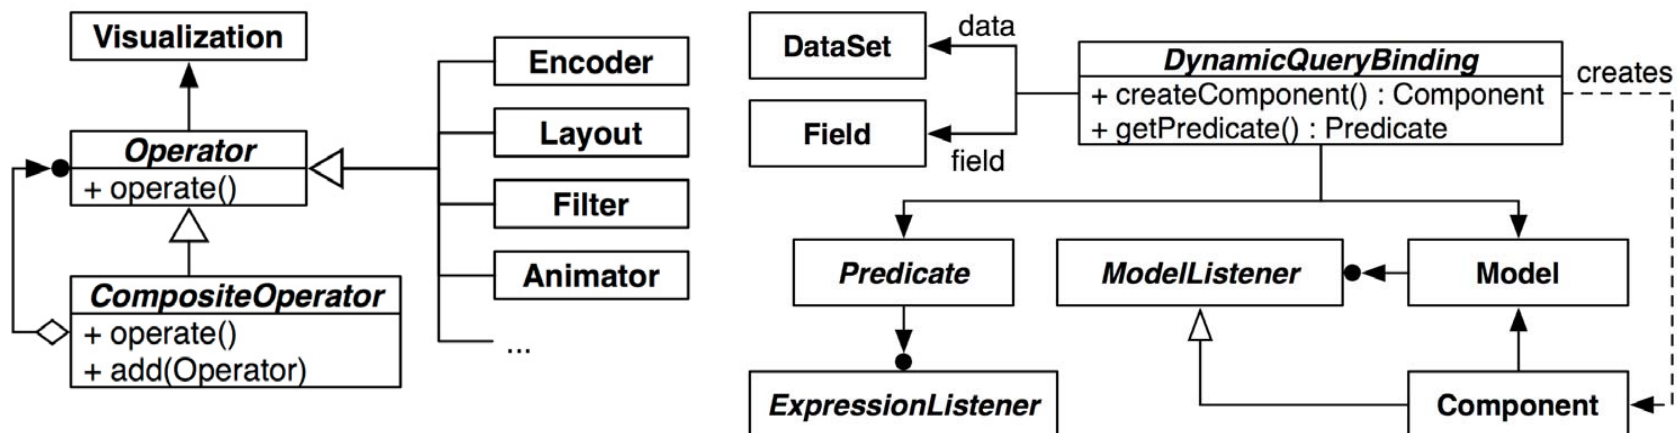 Visualization
Operator
+ operate()
CompositeOperator
+ operate()
+ add(Operator)
Encoder
Layout
Filter
Animator
...
DataSet
data
Field
field
DynamicQueryBinding
+ createComponent() : Component
+ getPredicate() : Predicate
creates
Predicate
ModelListener
Model
ExpressionListener
Component